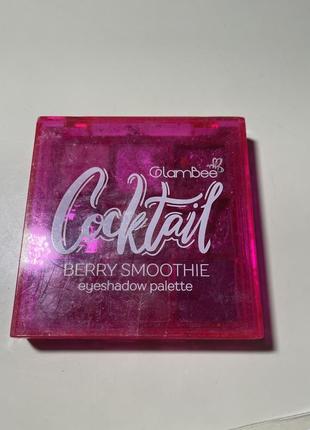 GlamBee
Cocktail
BERRY SMOOTHIE
eyeshadow palette